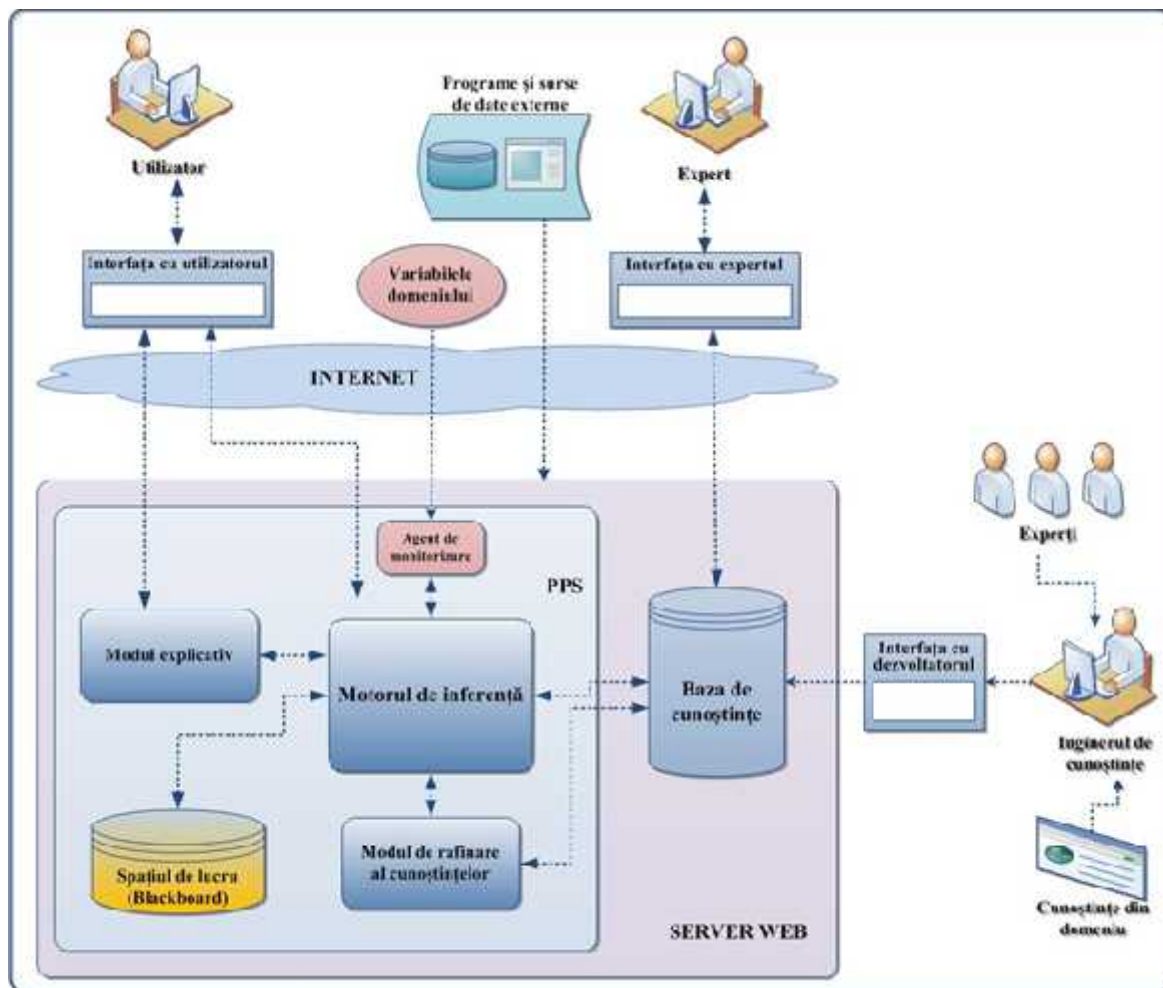 Programe și surse
de date externe
Utilizator
Expert
Interfața cu utilizatorul
Variabilele
domeniului
Interfața cu expertul
INTERNET
Experți
Agent de
monitorizare
PPS
Modul explicativ
Motorul de inferență
Baza de
cunoștințe
Interfața cu
dezvoltatorul
Inginerul de
cunoștințe
Modul de rafinare
al cunoștințelor
Spațiul de lucru
(Blackboard)
SERVER WEB
Cunoștințe din
domeniu